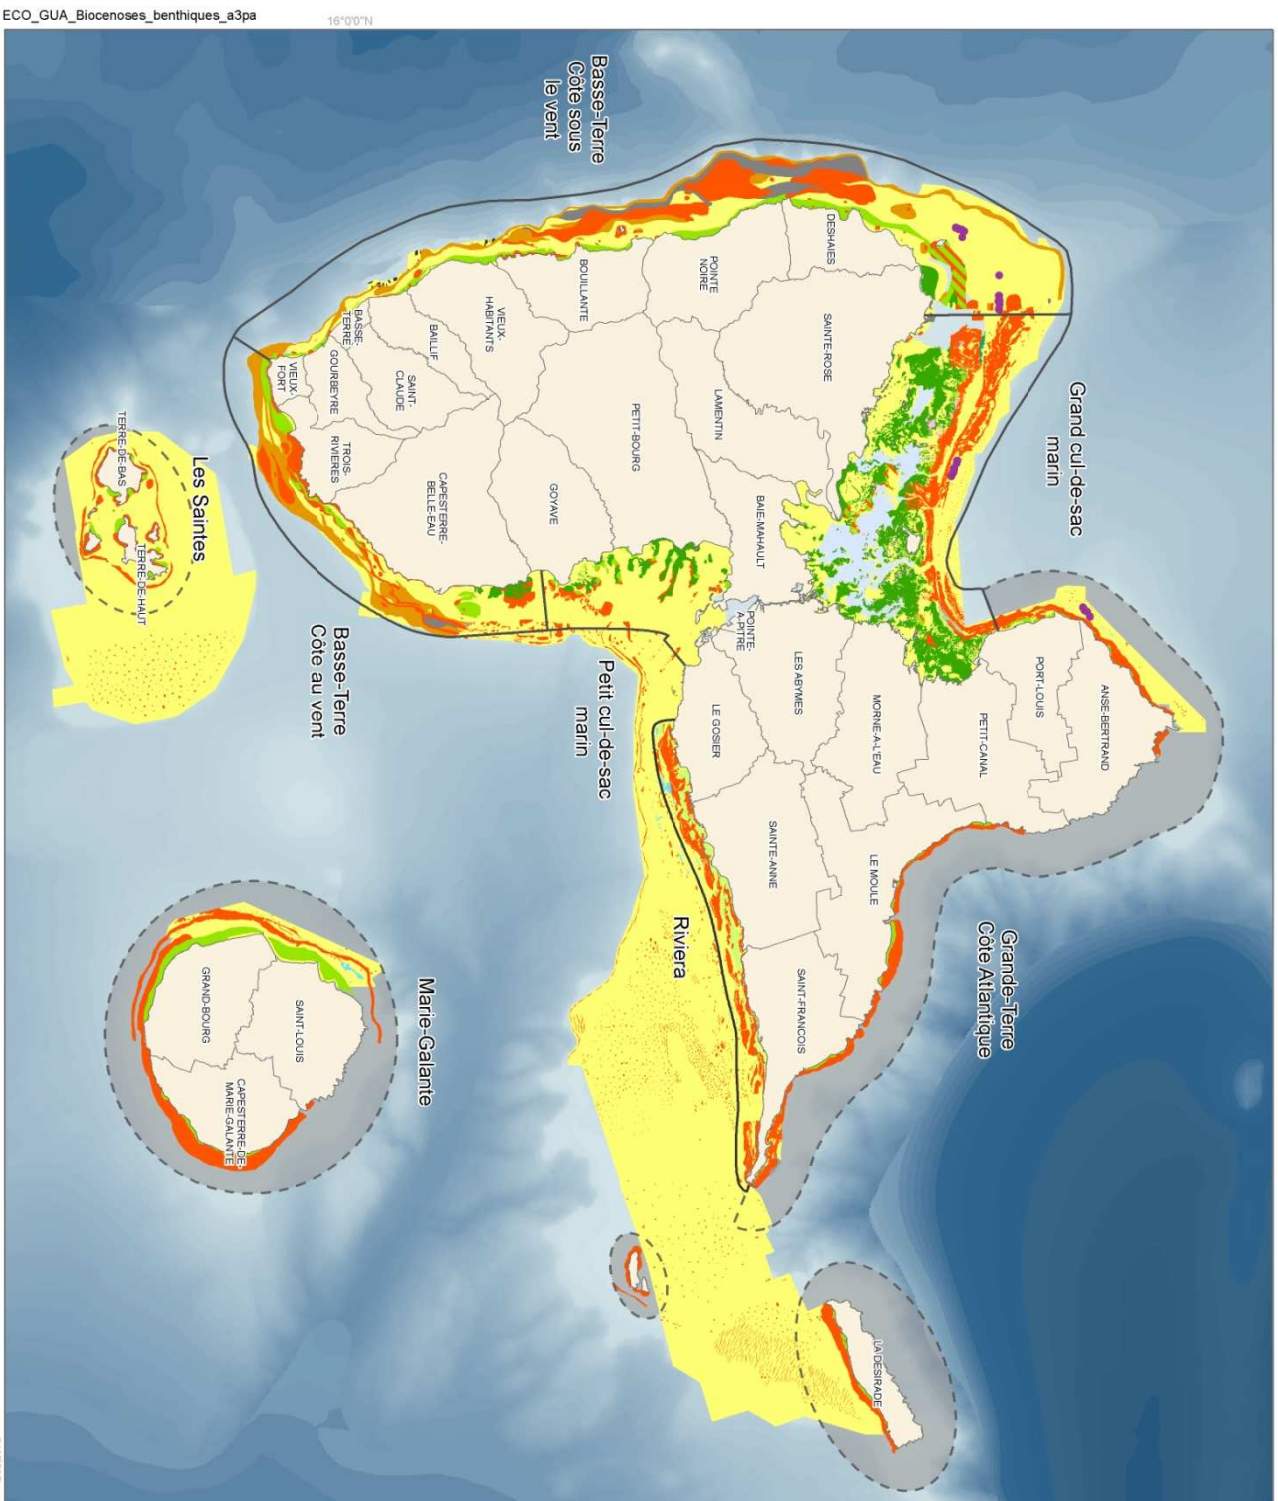 ECO_GUA_Biocenoses_benthiques_a3pa
16°0'0"N
Basse-Terre
Côte sous
le vent
Grand cul-de-sac
marin
DESHAIES
POINTE
NOIRE
SAINTE-ROSE
BOUILLANTE
VIEUX-
HABITANTS
LAMENTIN
PETIT-BOURG
BAIE-MAHAULT
BASSE-
TERRE
BAILLIF
SAINT-
CLAUDE
GOURBEYRE
VIEUX-
FORT
TROIS-
RIVIERES
CAPESTERRE-
BELLE-EAU
GOYAVE
POINTE-
A-PITRE
LES ABYMES
LE GOSIER
MORNE-A-L'EAU
PETIT-CANAL
PORT-LOUIS
ANSE-BERTRAND
SAINTE-ANNE
LE MOULE
SAINT-FRANCOIS
Les Saintes
TERRE-DE-BAS
TERRE-DE-HAUT
Basse-Terre
Côte au vent
Petit cul-de-sac
marin
Riviera
Grande-Terre
Côte Atlantique
Marie-Galante
GRAND-BOURG
SAINT-LOUIS
CAPESTERRE-DE-
MARIE-GALANTE
LA DESIRADE